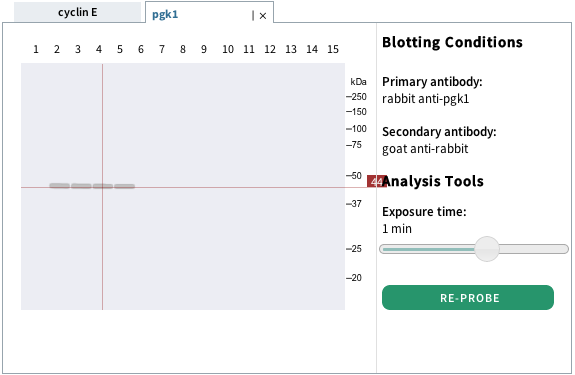 cyclin E
pgk1 | ×
1 2 3 4 5 6 7 8 9 10 11 12 13 14 15
kDa
250
150
100
75
50
44
37
25
20
Blotting Conditions
Primary antibody:
rabbit anti-pgk1
Secondary antibody:
goat anti-rabbit
Analysis Tools
Exposure time:
1 min
RE-PROBE